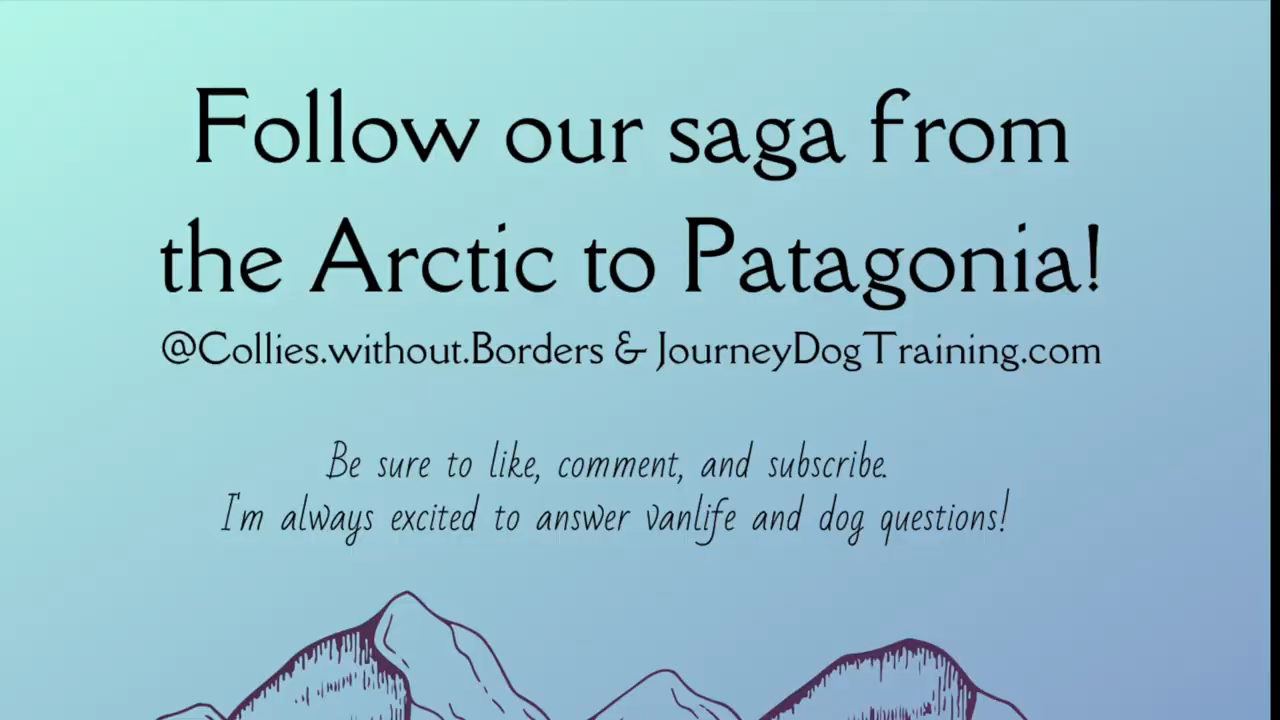 Follow our saga from
the Arctic to Patagonia!
@Collies.without.Borders & JourneyDogTraining.com
Be sure to like, comment, and subscribe.
I'm always excited to answer vanlife and dog questions!